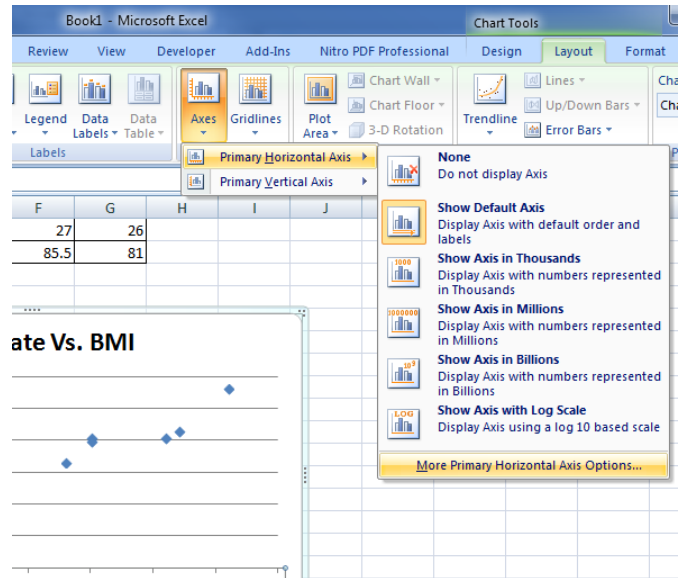 Book1 - Microsoft Excel
Chart Tools
Review View Developer Add-Ins Nitro PDF Professional Design Layout Format
Legend
Data Labels
Data Table
Labels
Axes
Gridlines
Plot Area
Chart Wall
Chart Floor
3-D Rotation
Trendline
Lines
Up/Down Bars
Error Bars
Primary Horizontal Axis
Primary Vertical Axis
None
Do not display Axis
Show Default Axis
Display Axis with default order and
labels
1000
Show Axis in Thousands
Display Axis with numbers represented
in Thousands
1000000
Show Axis in Millions
Display Axis with numbers represented
in Millions
10⁹
Show Axis in Billions
Display Axis with numbers represented
in Billions
LOG
Show Axis with Log Scale
Display Axis using a log 10 based scale
More Primary Horizontal Axis Options...
F G H I J
27 26
85.5 81
ate Vs. BMI